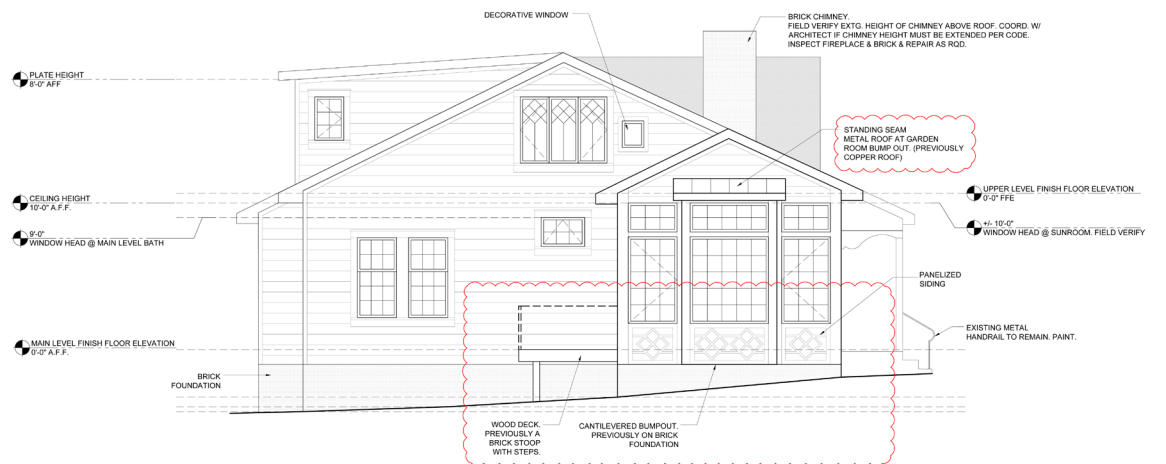 DECORATIVE WINDOW
BRICK CHIMNEY.
FIELD VERIFY EXTG. HEIGHT OF CHIMNEY ABOVE ROOF. COORD. W/
ARCHITECT IF CHIMNEY HEIGHT MUST BE EXTENDED PER CODE.
INSPECT FIREPLACE & BRICK & REPAIR AS RQD.
PLATE HEIGHT
8'-0" AFF
STANDING SEAM
METAL ROOF AT GARDEN
ROOM BUMP OUT. (PREVIOUSLY
COPPER ROOF)
CEILING HEIGHT
10'-0" A.F.F.
UPPER LEVEL FINISH FLOOR ELEVATION
0'-0" FFE
9'-0"
WINDOW HEAD @ MAIN LEVEL BATH
+/- 10'-0"
WINDOW HEAD @ SUNROOM. FIELD VERIFY
PANELIZED
SIDING
EXISTING METAL
HANDRAIL TO REMAIN. PAINT.
MAIN LEVEL FINISH FLOOR ELEVATION
0'-0" A.F.F.
BRICK
FOUNDATION
WOOD DECK.
PREVIOUSLY A
BRICK STOOP
WITH STEPS.
CANTILEVERED BUMPOUT.
PREVIOUSLY ON BRICK
FOUNDATION